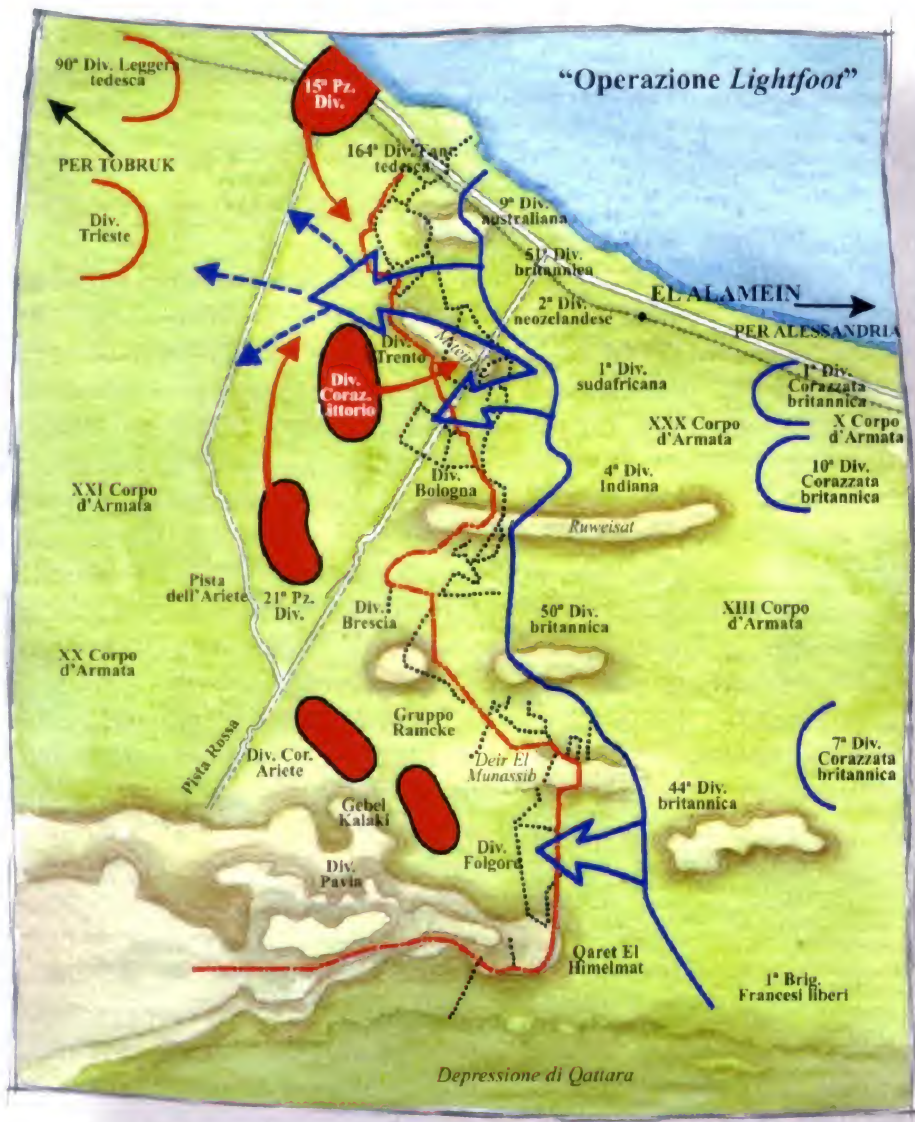 90ª Div. Leggera
tedesca
15ª Pz.
Div.
“Operazione Lightfoot”
PER TOBRUK
164ª Div. Fant.
tedesca
Div.
Trieste
9ª Div.
australiana
51ª Div.
britannica
2ª Div.
neozelandese
EL ALAMEIN
PER ALESSANDRIA
Div.
Trento
Miteirya
Div.
Coraz.
Littorio
1ª Div.
sudafricana
1ª Div.
Corazzata
britannica
XXX Corpo
d’Armata
X Corpo
d’Armata
10ª Div.
Corazzata
britannica
4ª Div.
Indiana
Div.
Bologna
XXI Corpo
d’Armata
Ruweisat
Pista
dell’Ariete
21ª Pz.
Div.
Div.
Brescia
50ª Div.
britannica
XIII Corpo
d’Armata
XX Corpo
d’Armata
Gruppo
Ramcke
Pista Rossa
Div. Cor.
Ariete
Deir El
Munassib
7ª Div.
Corazzata
britannica
44ª Div.
britannica
Gebel
Kalaki
Div.
Folgore
Div.
Pavia
Qaret El
Himelmat
1ª Brig.
Francesi liberi
Depressione di Qattara